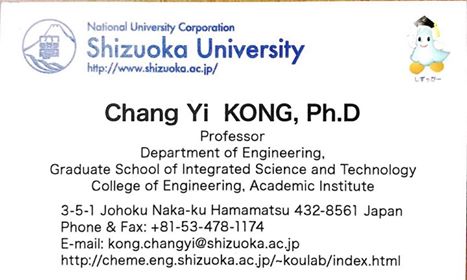 National University Corporation
Shizuoka University
http://www.shizuoka.ac.jp/
しずっぴー
Chang Yi KONG, Ph.D
Professor
Department of Engineering,
Graduate School of Integrated Science and Technology
College of Engineering, Academic Institute
3-5-1 Johoku Naka-ku Hamamatsu 432-8561 Japan
Phone & Fax: +81-53-478-1174
E-mail: kong.changyi@shizuoka.ac.jp
http://cheme.eng.shizuoka.ac.jp/~koulab/index.html